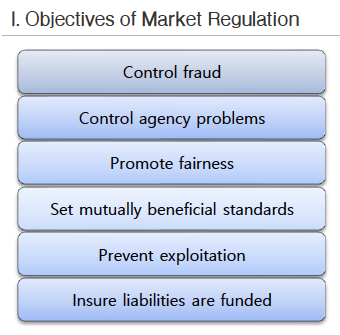 I. Objectives of Market Regulation
Control fraud
Control agency problems
Promote fairness
Set mutually beneficial standards
Prevent exploitation
Insure liabilities are funded